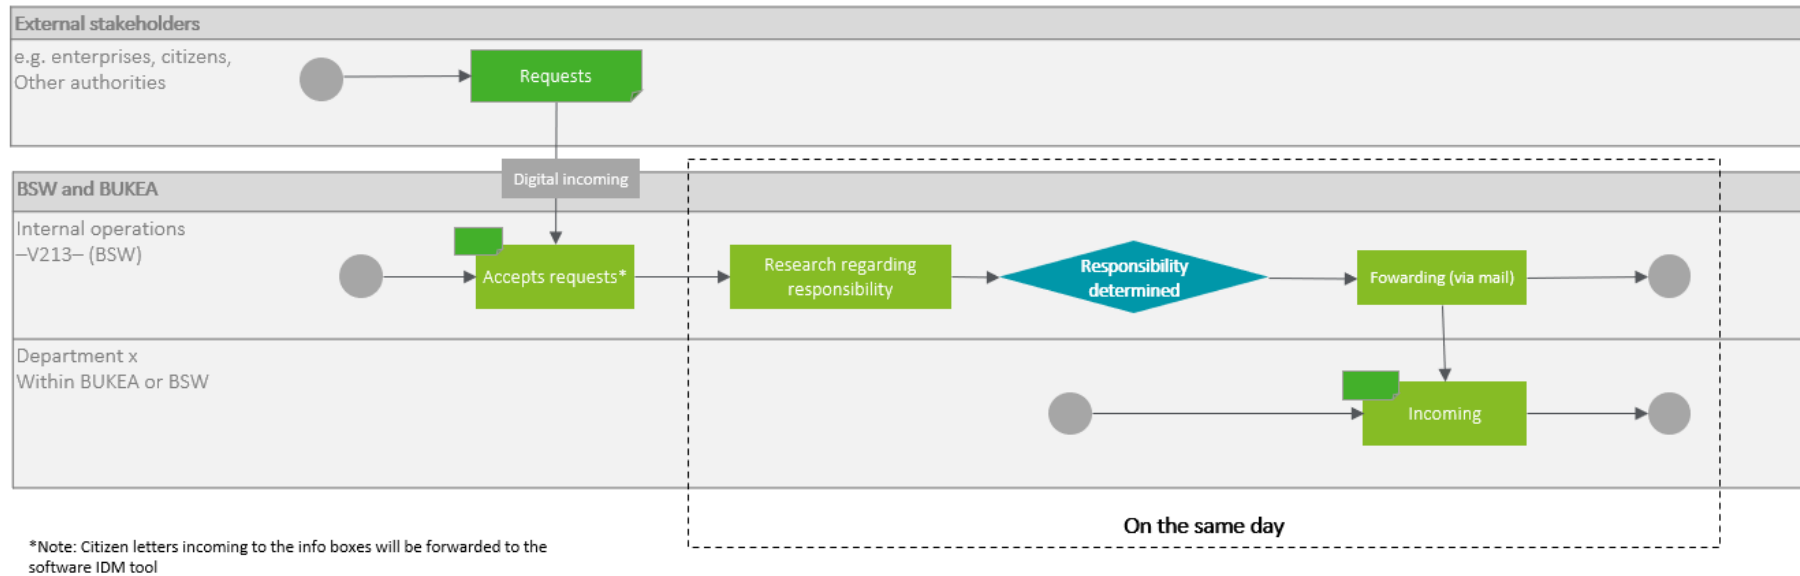 External stakeholders
e.g. enterprises, citizens,
Other authorities
Requests
Digital incoming
BSW and BUKEA
Internal operations
–V213– (BSW)
Accepts requests*
Research regarding
responsibility
Responsibility
determined
Fowarding (via mail)
Department x
Within BUKEA or BSW
Incoming
On the same day
*Note: Citizen letters incoming to the info boxes will be forwarded to the
software IDM tool